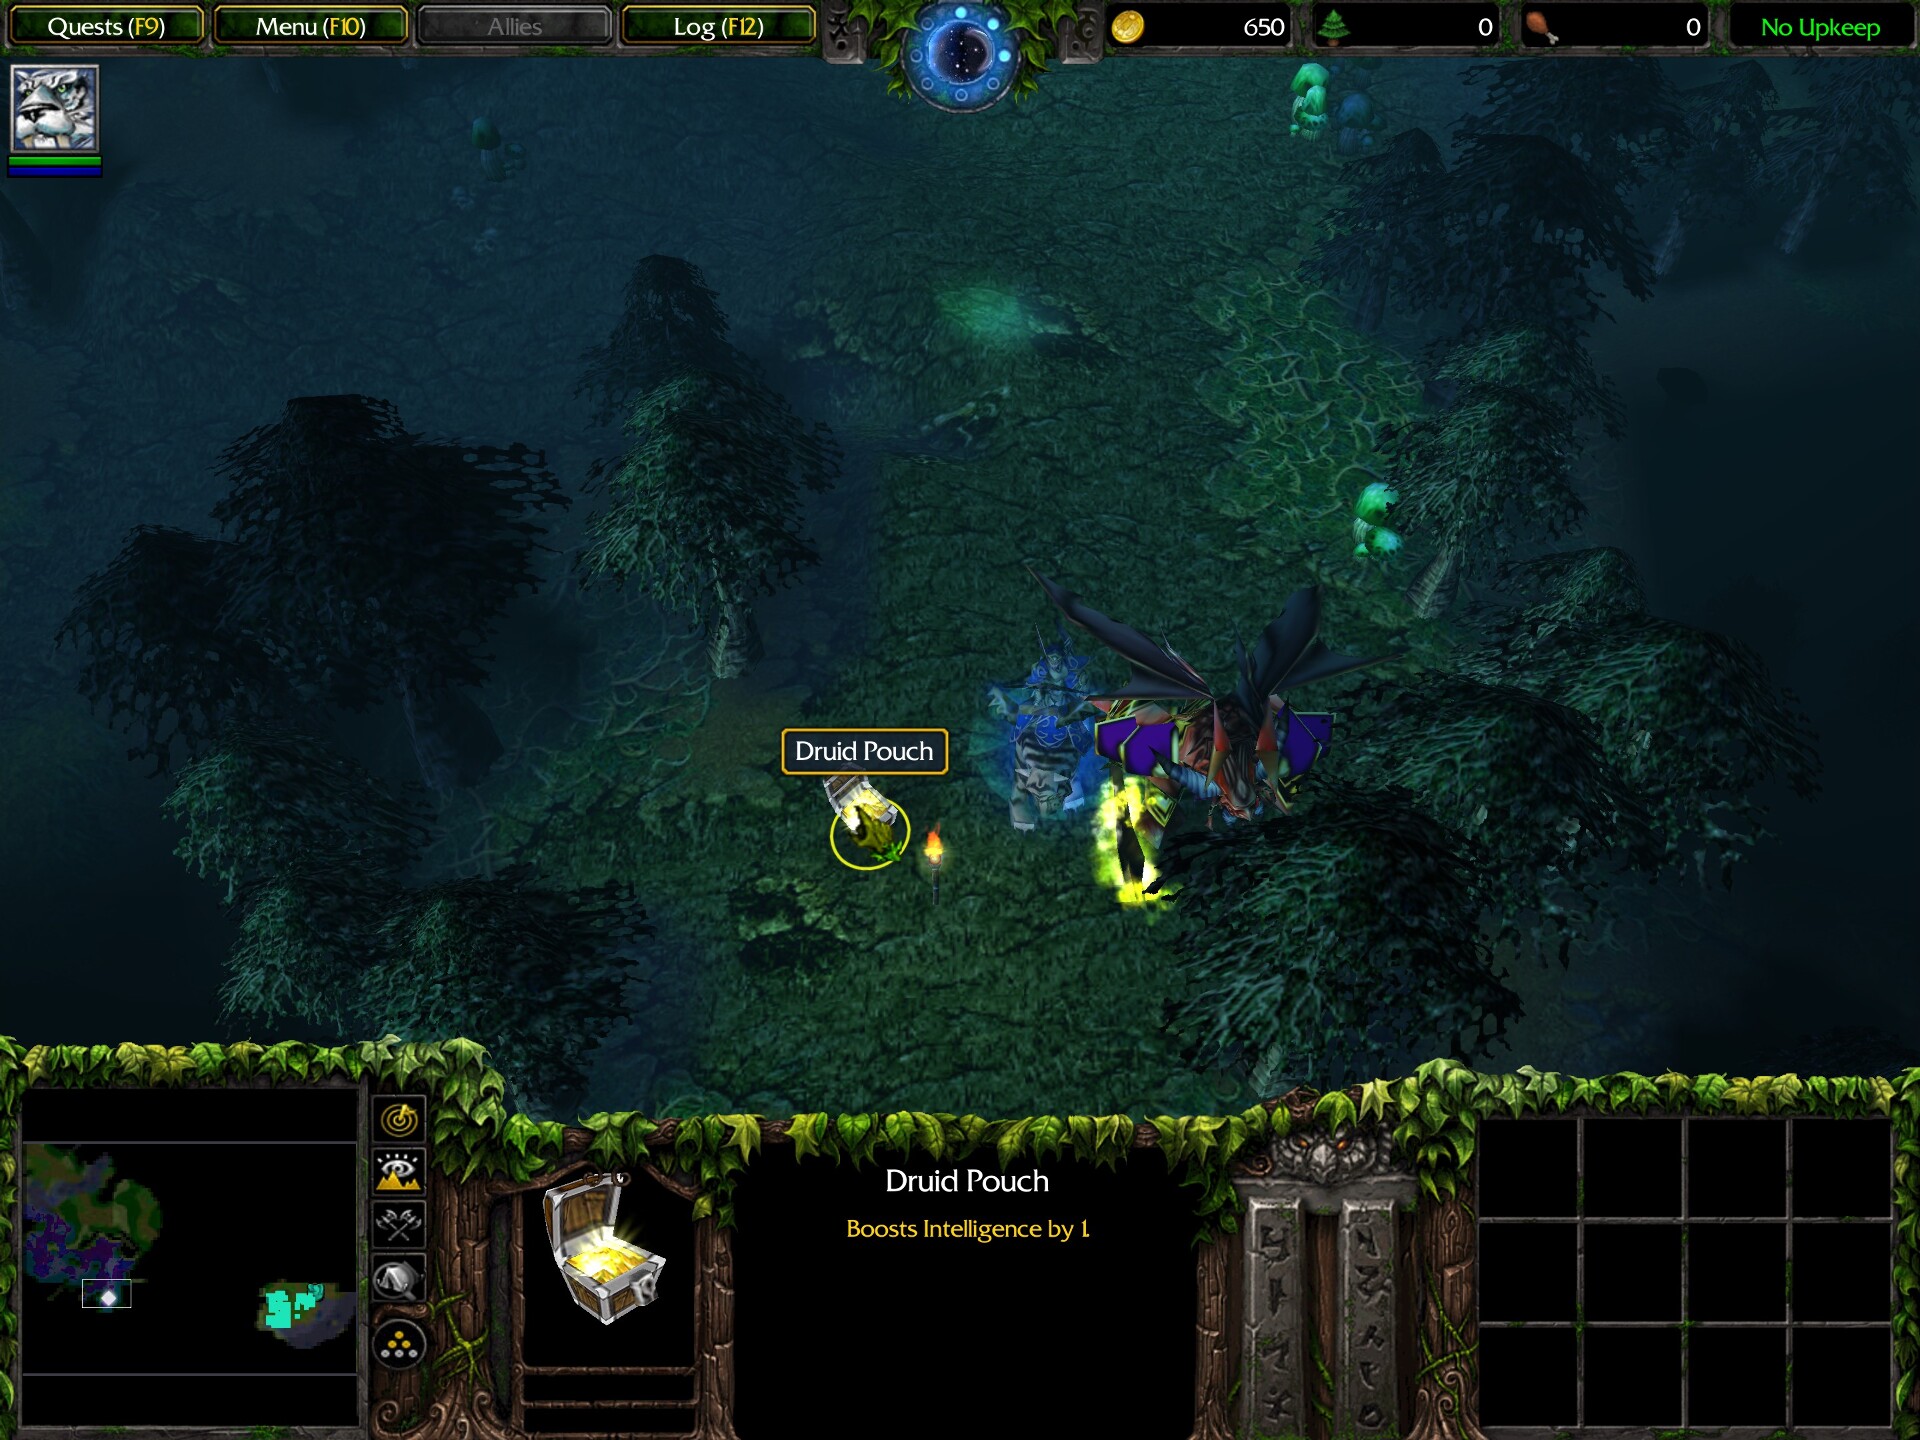 Quests (F9)
Menu (F10)
Allies
Log (F12)
650
0
0
No Upkeep
Druid Pouch
Druid Pouch
Boosts Intelligence by 1.